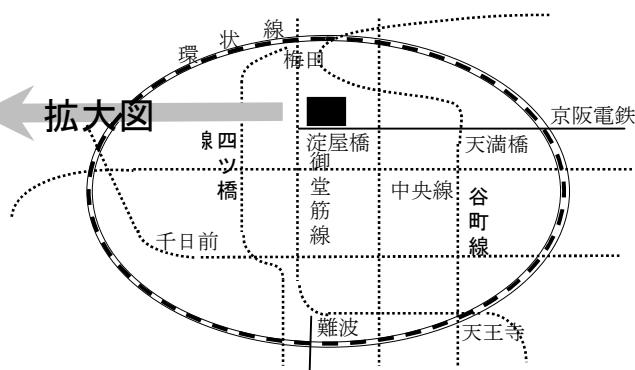 環状線
梅田
拡大図
京阪電鉄
淀屋橋
天満橋
四ツ橋線
御堂筋線
中央線
谷町線
千日前
難波
天王寺